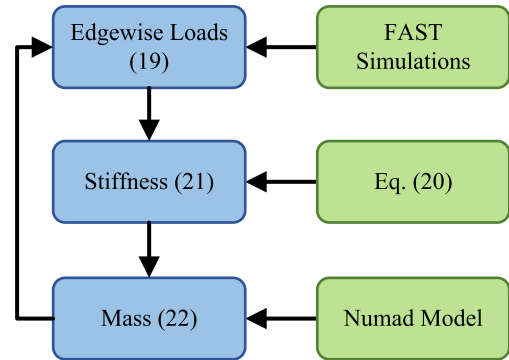 Edgewise Loads
(19)
FAST
Simulations
Stiffness (21)
Eq. (20)
Mass (22)
Numad Model